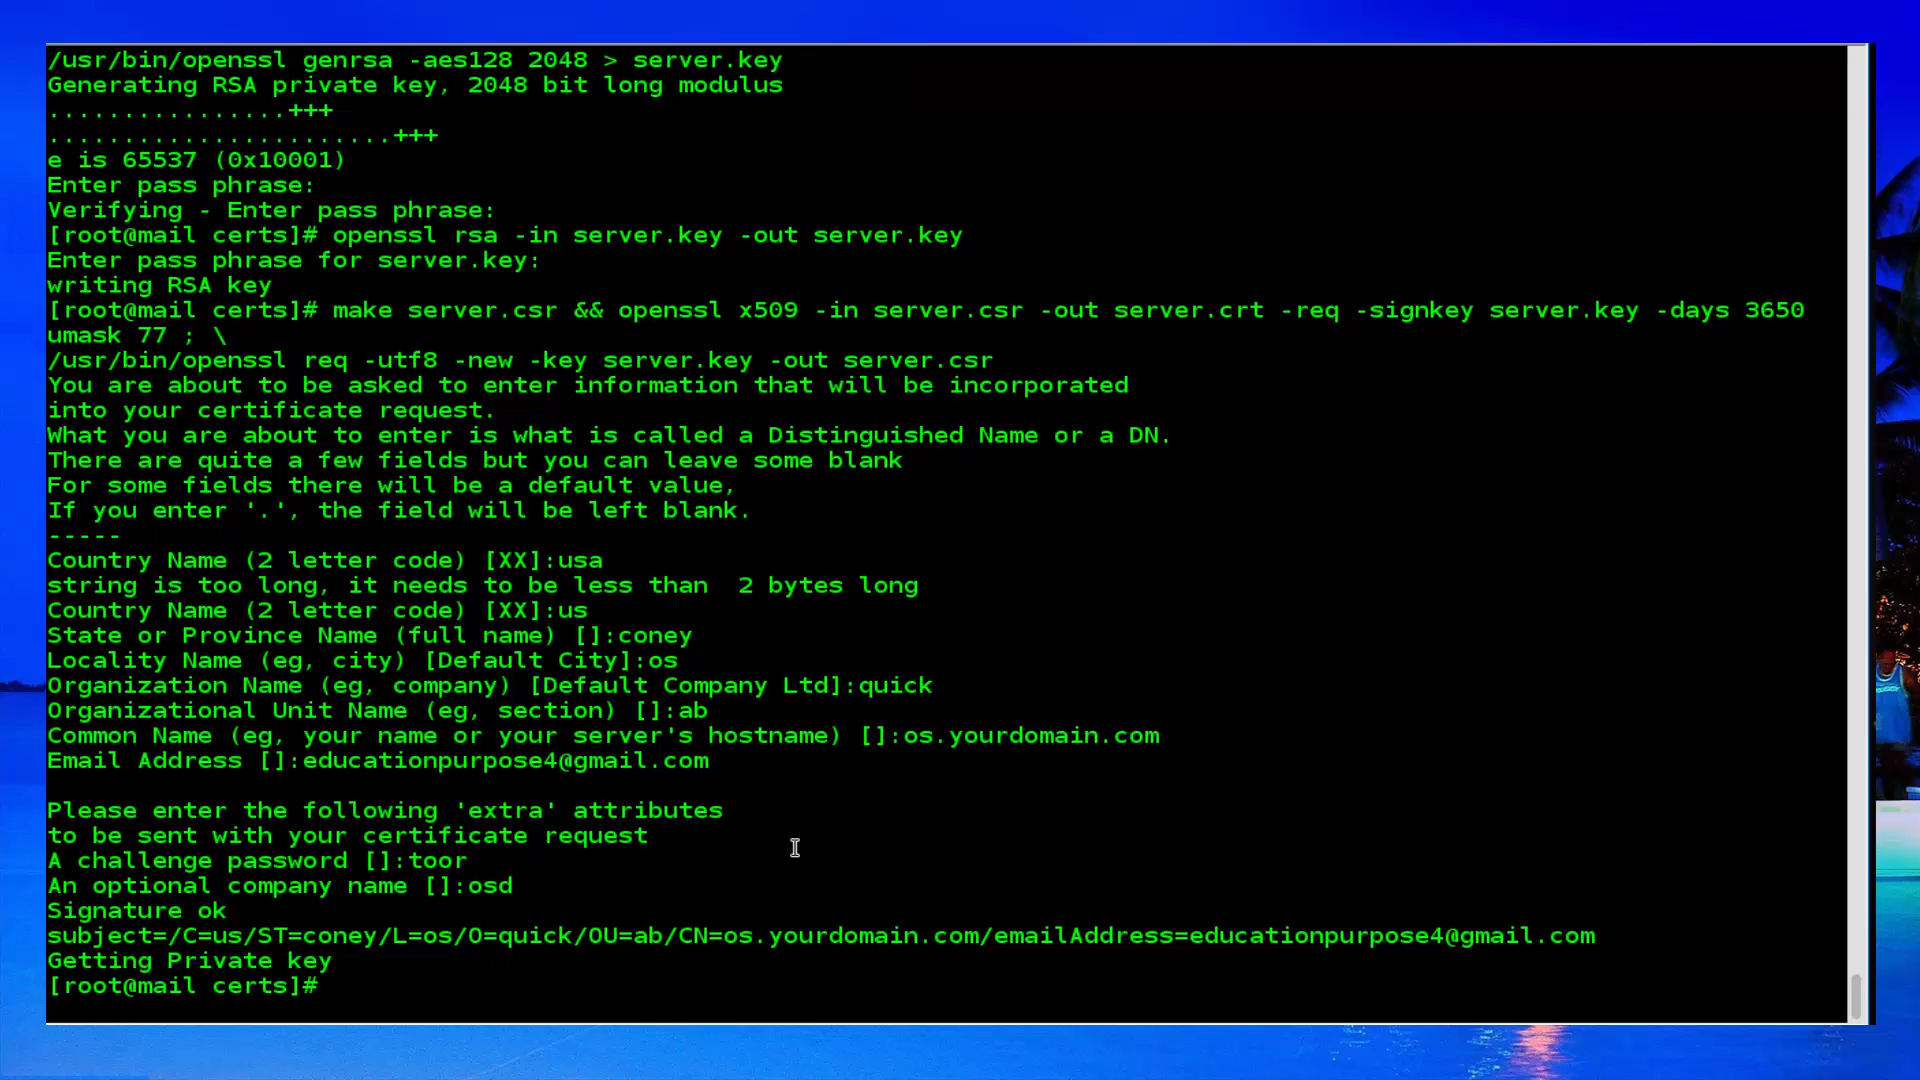 /usr/bin/openssl genrsa -aes128 2048 > server.key
Generating RSA private key, 2048 bit long modulus
................+++
.......................+++
e is 65537 (0x10001)
Enter pass phrase:
Verifying - Enter pass phrase:
[root@mail certs]# openssl rsa -in server.key -out server.key
Enter pass phrase for server.key:
writing RSA key
[root@mail certs]# make server.csr && openssl x509 -in server.csr -out server.crt -req -signkey server.key -days 3650
umask 77 ; \
/usr/bin/openssl req -utf8 -new -key server.key -out server.csr
You are about to be asked to enter information that will be incorporated
into your certificate request.
What you are about to enter is what is called a Distinguished Name or a DN.
There are quite a few fields but you can leave some blank
For some fields there will be a default value,
If you enter '.', the field will be left blank.
-----
Country Name (2 letter code) [XX]:usa
string is too long, it needs to be less than  2 bytes long
Country Name (2 letter code) [XX]:us
State or Province Name (full name) []:coney
Locality Name (eg, city) [Default City]:os
Organization Name (eg, company) [Default Company Ltd]:quick
Organizational Unit Name (eg, section) []:ab
Common Name (eg, your name or your server's hostname) []:os.yourdomain.com
Email Address []:educationpurpose4@gmail.com
Please enter the following 'extra' attributes
to be sent with your certificate request
A challenge password []:toor
An optional company name []:osd
Signature ok
subject=/C=us/ST=coney/L=os/O=quick/OU=ab/CN=os.yourdomain.com/emailAddress=educationpurpose4@gmail.com
Getting Private key
[root@mail certs]#